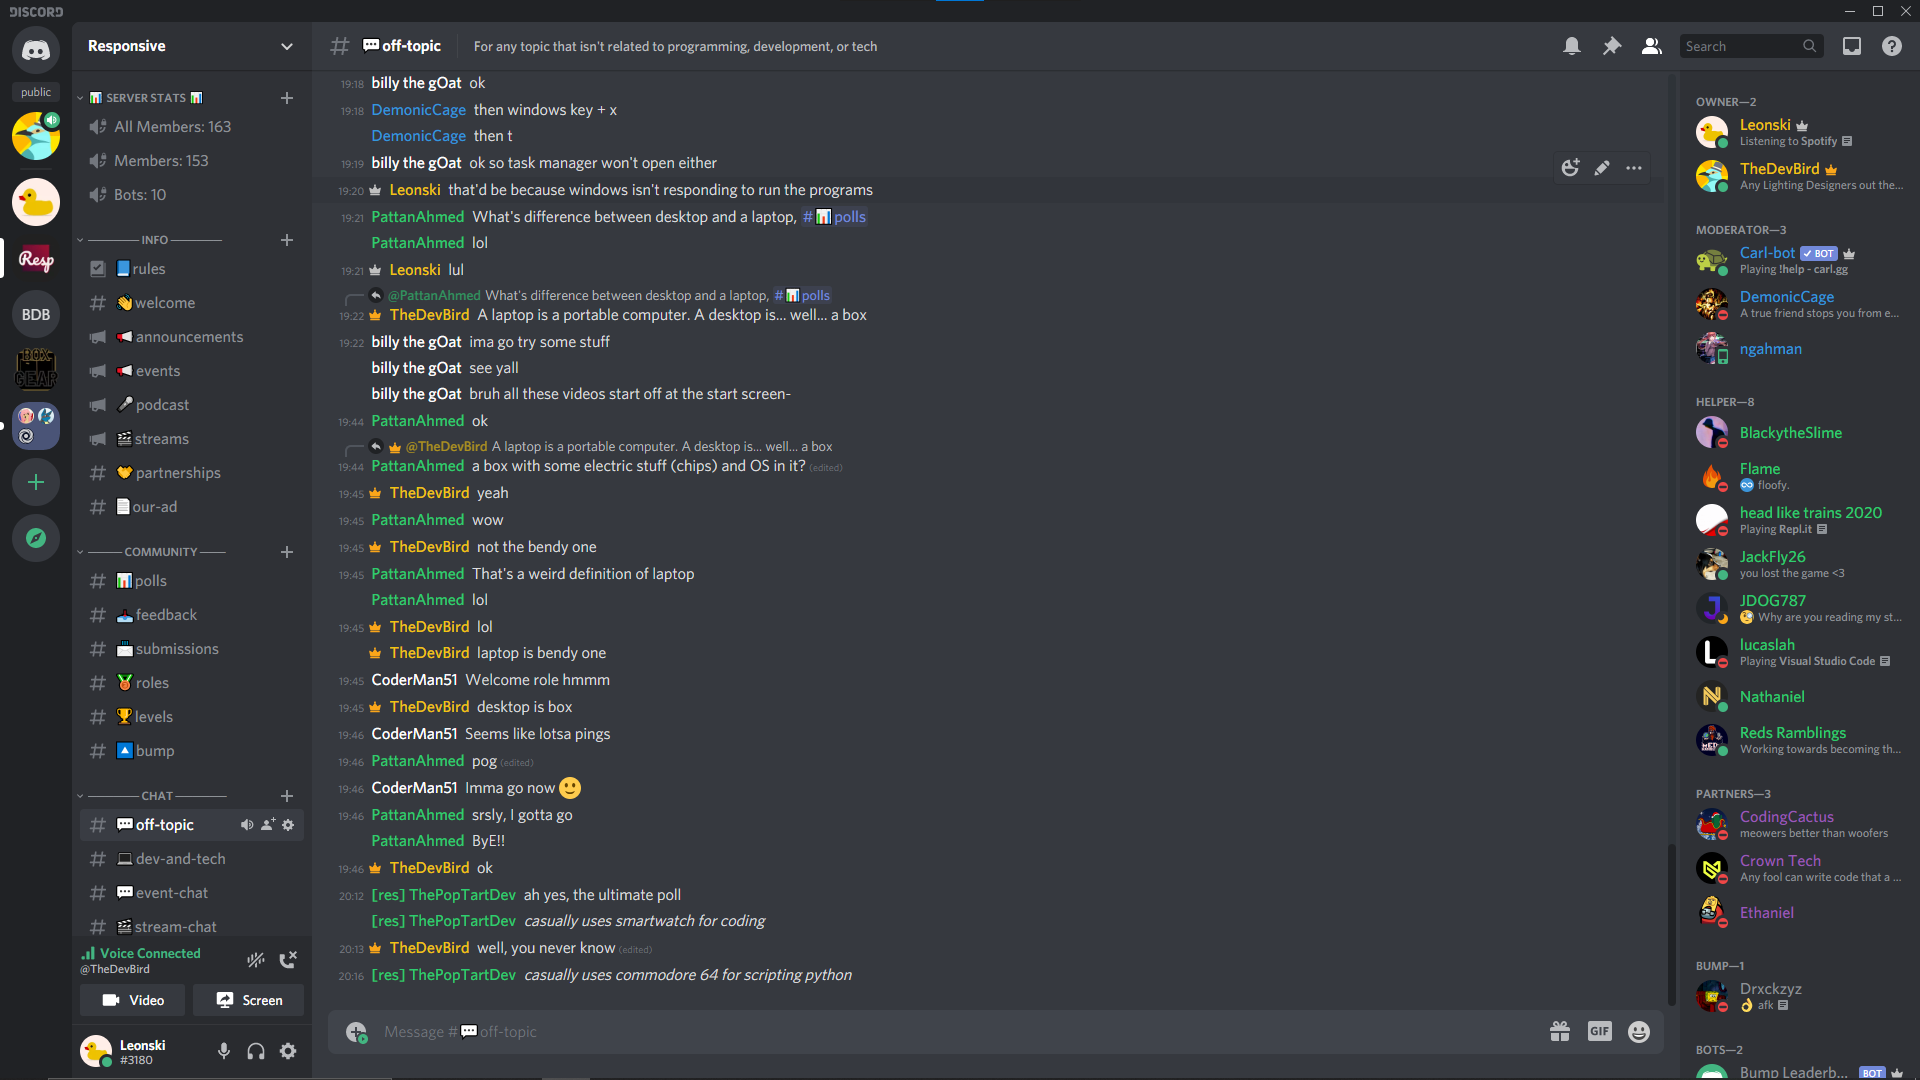 DISCORD
public
Resp
BDB
BOX
GEAR
Responsive
SERVER STATS
All Members: 163
Members: 153
Bots: 10
INFO
rules
welcome
announcements
events
podcast
streams
partnerships
our-ad
COMMUNITY
polls
feedback
submissions
roles
levels
bump
CHAT
off-topic
dev-and-tech
event-chat
stream-chat
Voice Connected
@TheDevBird
Video
Screen
Leonski
#3180
off-topic
For any topic that isn't related to programming, development, or tech
Search
19:18 billy the gOat ok
19:18 DemonicCage then windows key + x
DemonicCage then t
19:19 billy the gOat ok so task manager won't open either
19:20 Leonski that'd be because windows isn't responding to run the programs
19:21 PattanAhmed What's difference between desktop and a laptop, #polls
PattanAhmed lol
19:21 Leonski lul
@PattanAhmed What's difference between desktop and a laptop, #polls
19:22 TheDevBird A laptop is a portable computer. A desktop is... well... a box
19:22 billy the gOat ima go try some stuff
billy the gOat see yall
billy the gOat bruh all these videos start off at the start screen-
19:44 PattanAhmed ok
@TheDevBird A laptop is a portable computer. A desktop is... well... a box
19:44 PattanAhmed a box with some electric stuff (chips) and OS in it? (edited)
19:45 TheDevBird yeah
19:45 PattanAhmed wow
19:45 TheDevBird not the bendy one
19:45 PattanAhmed That's a weird definition of laptop
PattanAhmed lol
19:45 TheDevBird lol
TheDevBird laptop is bendy one
19:45 CoderMan51 Welcome role hmmm
19:45 TheDevBird desktop is box
19:46 CoderMan51 Seems like lotsa pings
19:46 PattanAhmed pog (edited)
19:46 CoderMan51 Imma go now
19:46 PattanAhmed srsly, I gotta go
PattanAhmed ByE!!
19:46 TheDevBird ok
20:12 [res] ThePopTartDev ah yes, the ultimate poll
[res] ThePopTartDev casually uses smartwatch for coding
20:13 TheDevBird well, you never know (edited)
20:16 [res] ThePopTartDev casually uses commodore 64 for scripting python
Message #off-topic
GIF
OWNER—2
Leonski
Listening to Spotify
TheDevBird
Any Lighting Designers out the...
MODERATOR—3
Carl-bot BOT
Playing !help - carl.gg
DemonicCage
A true friend stops you from e...
ngahman
HELPER—8
BlackytheSlime
Flame
floofy.
head like trains 2020
Playing Repl.it
JackFly26
you lost the game <3
JDOG787
Why are you reading my st...
lucaslah
Playing Visual Studio Code
Nathaniel
Reds Ramblings
Working towards becoming th...
PARTNERS—3
CodingCactus
meowers better than woofers
Crown Tech
Any fool can write code that a ...
Ethaniel
BUMP—1
Drxckzyz
afk
BOTS—2
Bump Leaderb... BOT